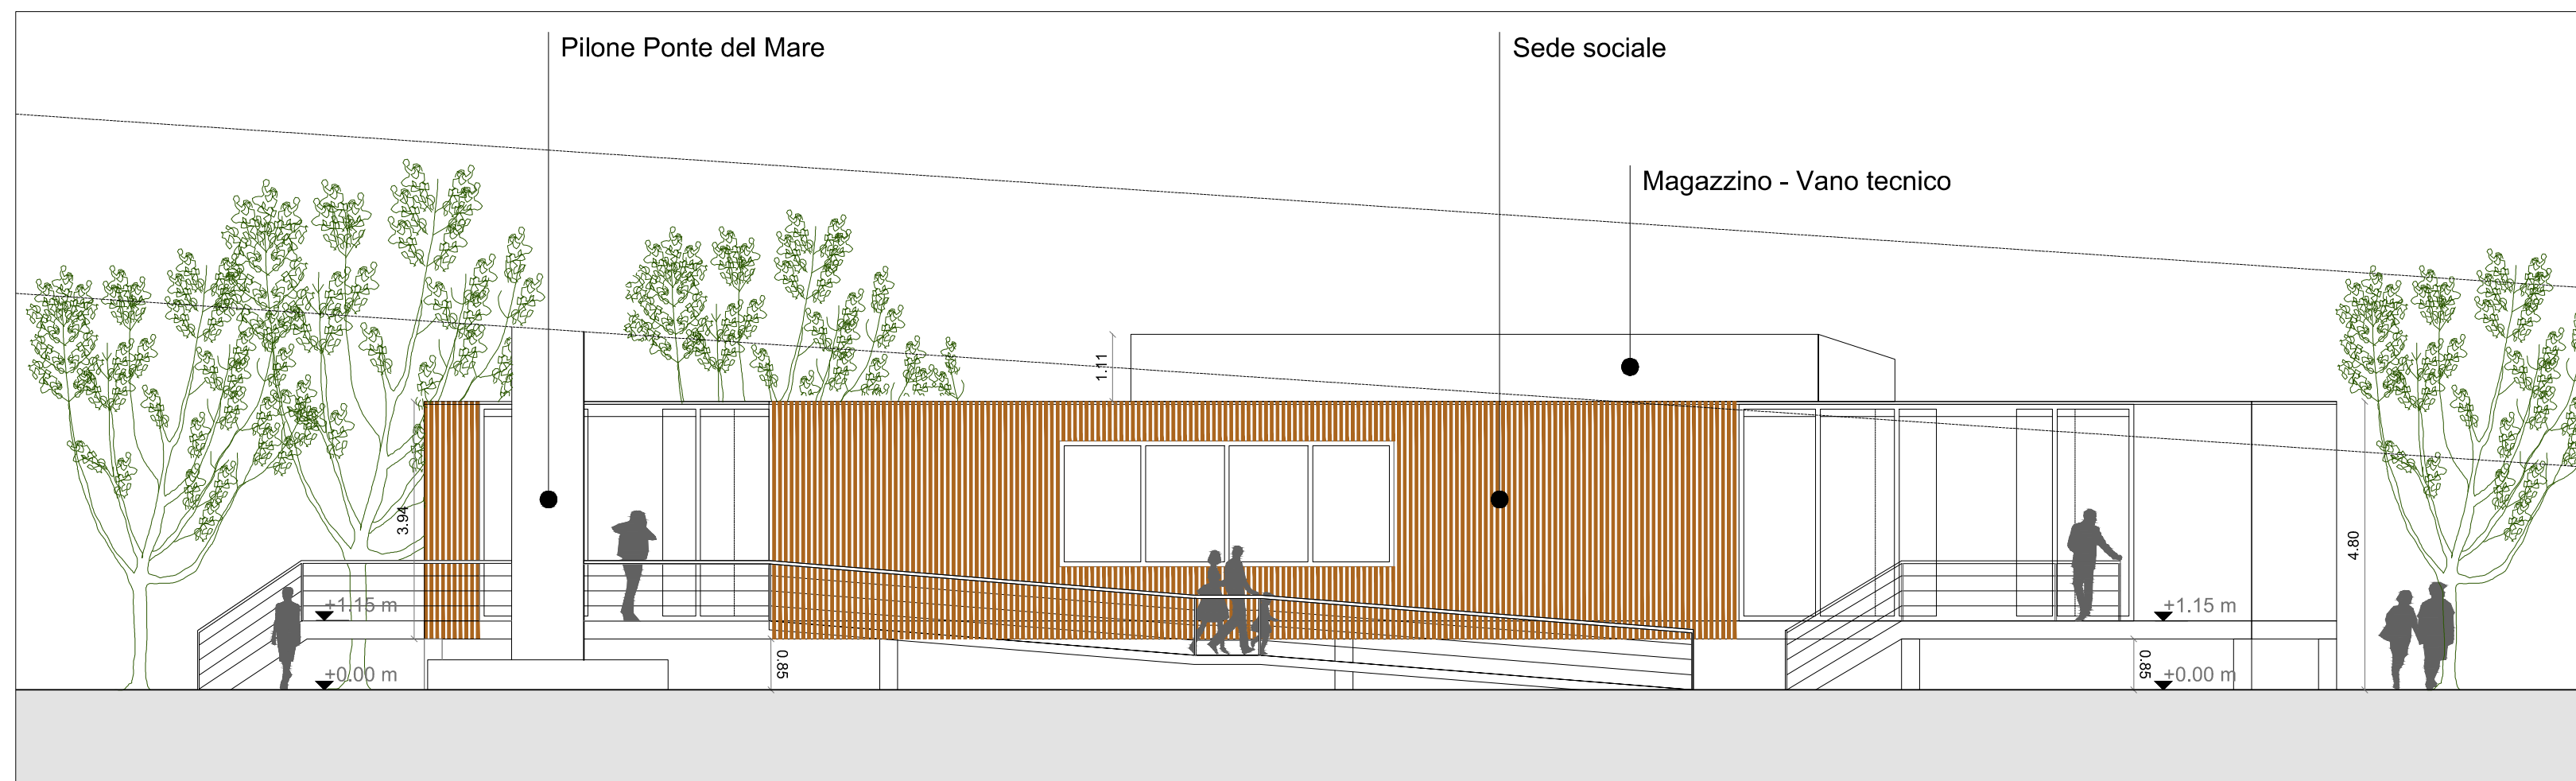 Pilone Ponte del Mare
Sede sociale
Magazzino - Vano tecnico
1.11
3.94
4.80
+1.15 m
+1.15 m
0.85
0.85
+0.00 m
+0.00 m